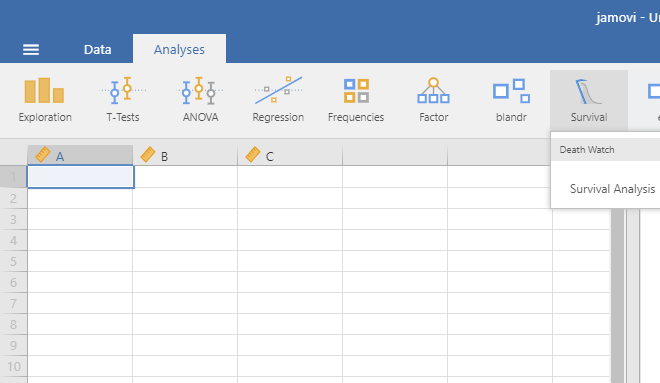 jamovi - Un
Data Analyses
Exploration T-Tests ANOVA Regression Frequencies Factor blandr Survival
Death Watch
A B C
Survival Analysis
1
2
3
4
5
6
7
8
9
10